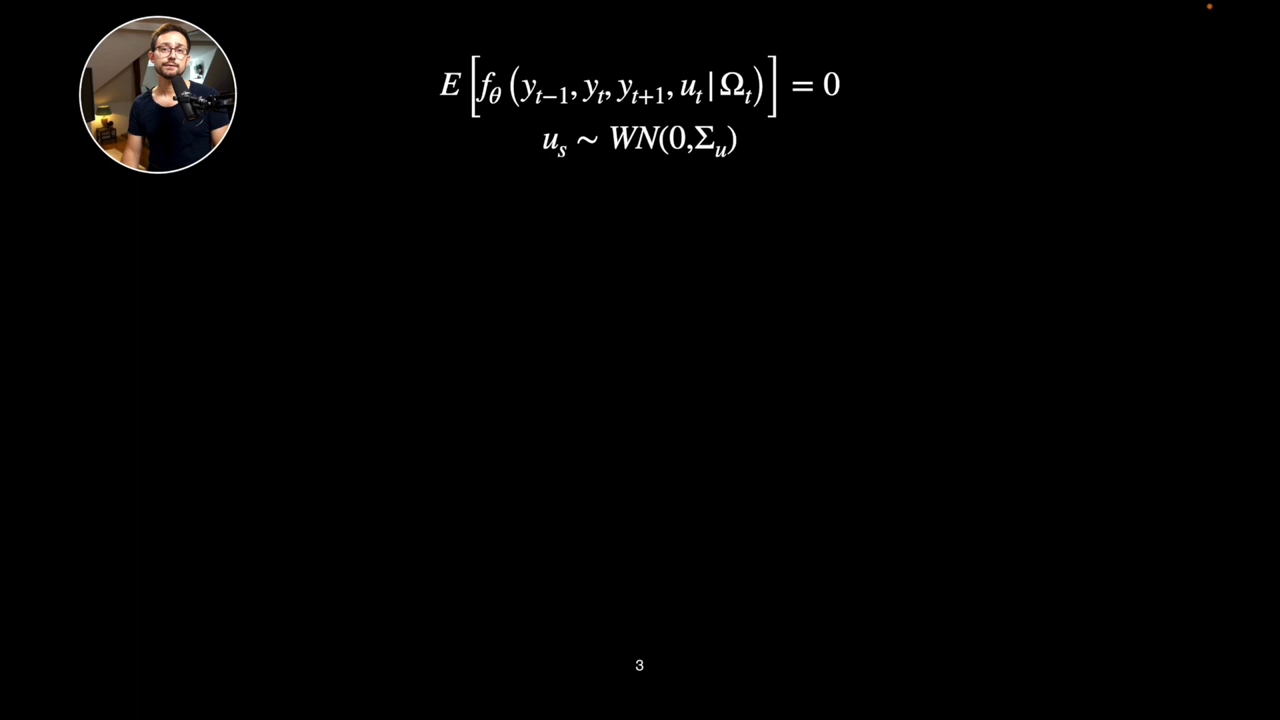 E[f_θ(y_{t−1}, y_t, y_{t+1}, u_t | Ω_t)] = 0
u_s ∼ WN(0,Σ_u)
3